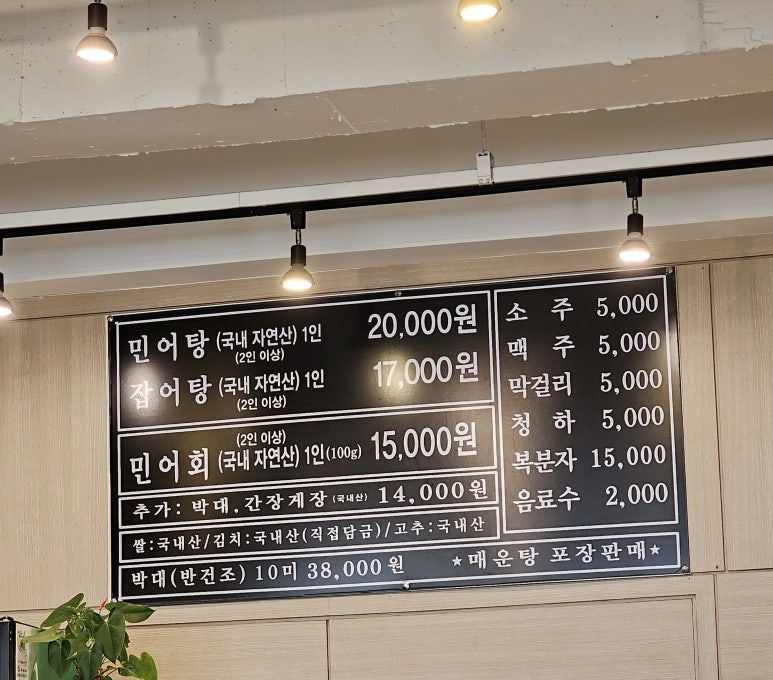 민어탕 (국내 자연산) 1인 20,000원
(2인 이상)
잡어탕 (국내 자연산) 1인 17,000원
(2인 이상)
(2인 이상)
민어회 (국내 자연산) 1인(100g) 15,000원
추가: 박대, 간장게장 (국내산) 14,000원
쌀:국내산/김치:국내산(직접담금)/고추:국내산
박대(반건조) 10미 38,000원 ★매운탕 포장판매★
소 주 5,000
맥 주 5,000
막걸리 5,000
청 하 5,000
복분자 15,000
음료수 2,000